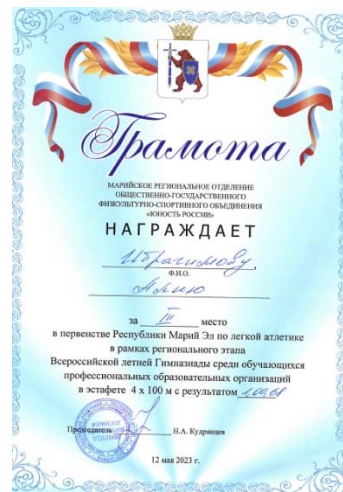 Грамота
МАРИЙСКОЕ РЕГИОНАЛЬНОЕ ОТДЕЛЕНИЕ
ОБЩЕСТВЕННО-ГОСУДАРСТВЕННОГО
ФИЗКУЛЬТУРНО-СПОРТИВНОГО ОБЪЕДИНЕНИЯ
«ЮНОСТЬ РОССИИ»
НАГРАЖДАЕТ
Ибрагимову
Ф.И.О.
за III место
в первенстве Республики Марий Эл по легкой атлетике
в рамках регионального этапа
Всероссийской летней Гимназиады среди обучающихся
профессиональных образовательных организаций
в эстафете 4 х 100 м с результатом
Председатель Н.А. Кудрявцев
12 мая 2023 г.